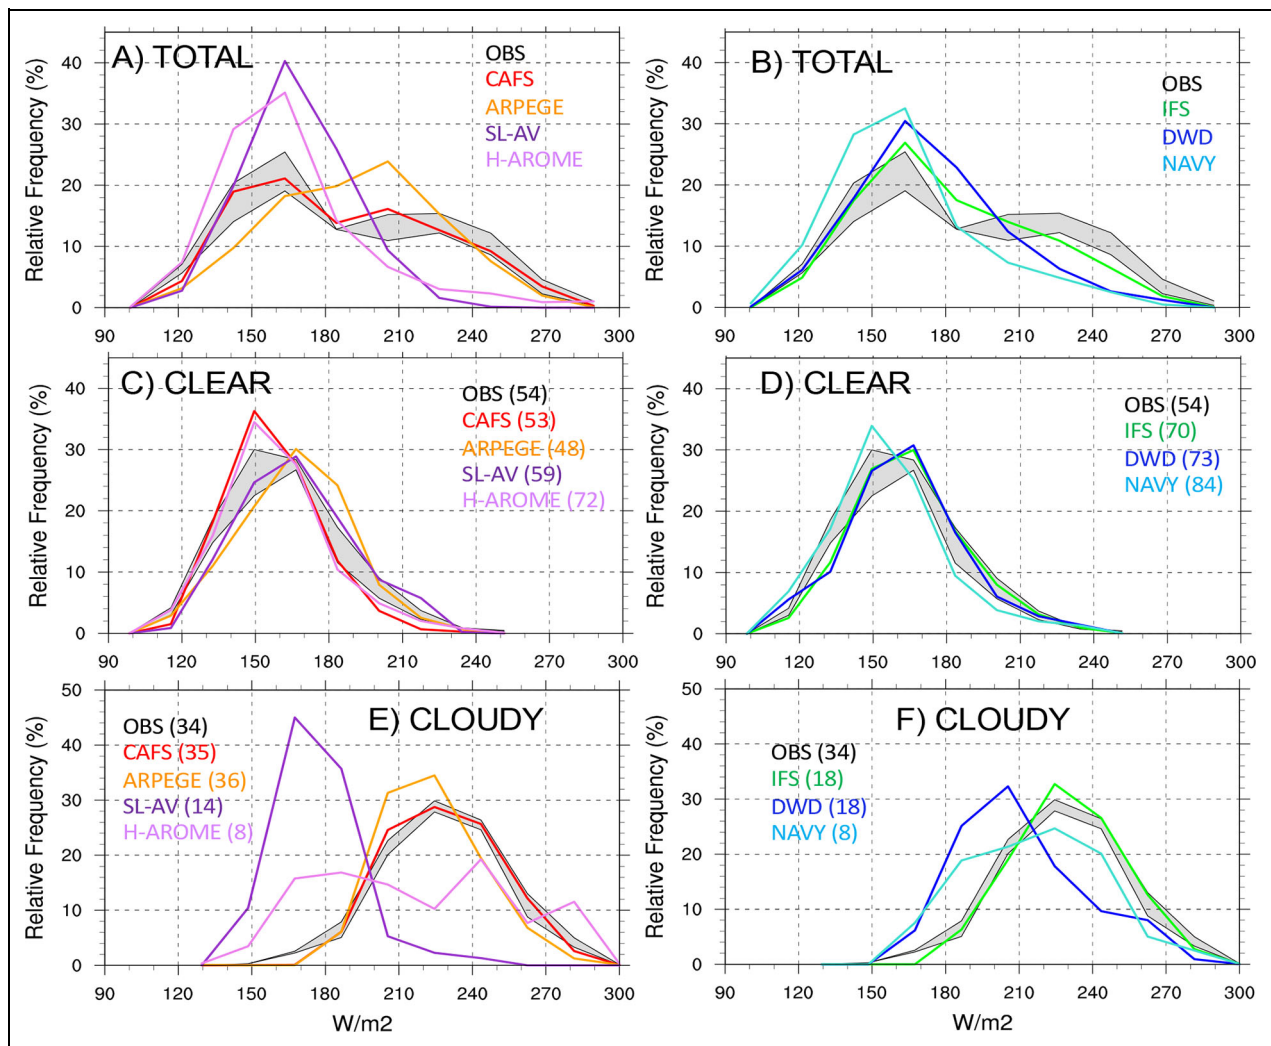 A) TOTAL
OBS
CAFS
ARPEGE
SL-AV
H-AROME
Relative Frequency (%)
40
30
20
10
0
90 120 150 180 210 240 270 300
B) TOTAL
OBS
IFS
DWD
NAVY
Relative Frequency (%)
40
30
20
10
0
90 120 150 180 210 240 270 300
C) CLEAR
OBS (54)
CAFS (53)
ARPEGE (48)
SL-AV (59)
H-AROME (72)
Relative Frequency (%)
40
30
20
10
0
90 120 150 180 210 240 270 300
D) CLEAR
OBS (54)
IFS (70)
DWD (73)
NAVY (84)
Relative Frequency (%)
40
30
20
10
0
90 120 150 180 210 240 270 300
E) CLOUDY
OBS (34)
CAFS (35)
ARPEGE (36)
SL-AV (14)
H-AROME (8)
Relative Frequency (%)
50
40
30
20
10
0
90 120 150 180 210 240 270 300
W/m2
F) CLOUDY
OBS (34)
IFS (18)
DWD (18)
NAVY (8)
Relative Frequency (%)
50
40
30
20
10
0
90 120 150 180 210 240 270 300
W/m2